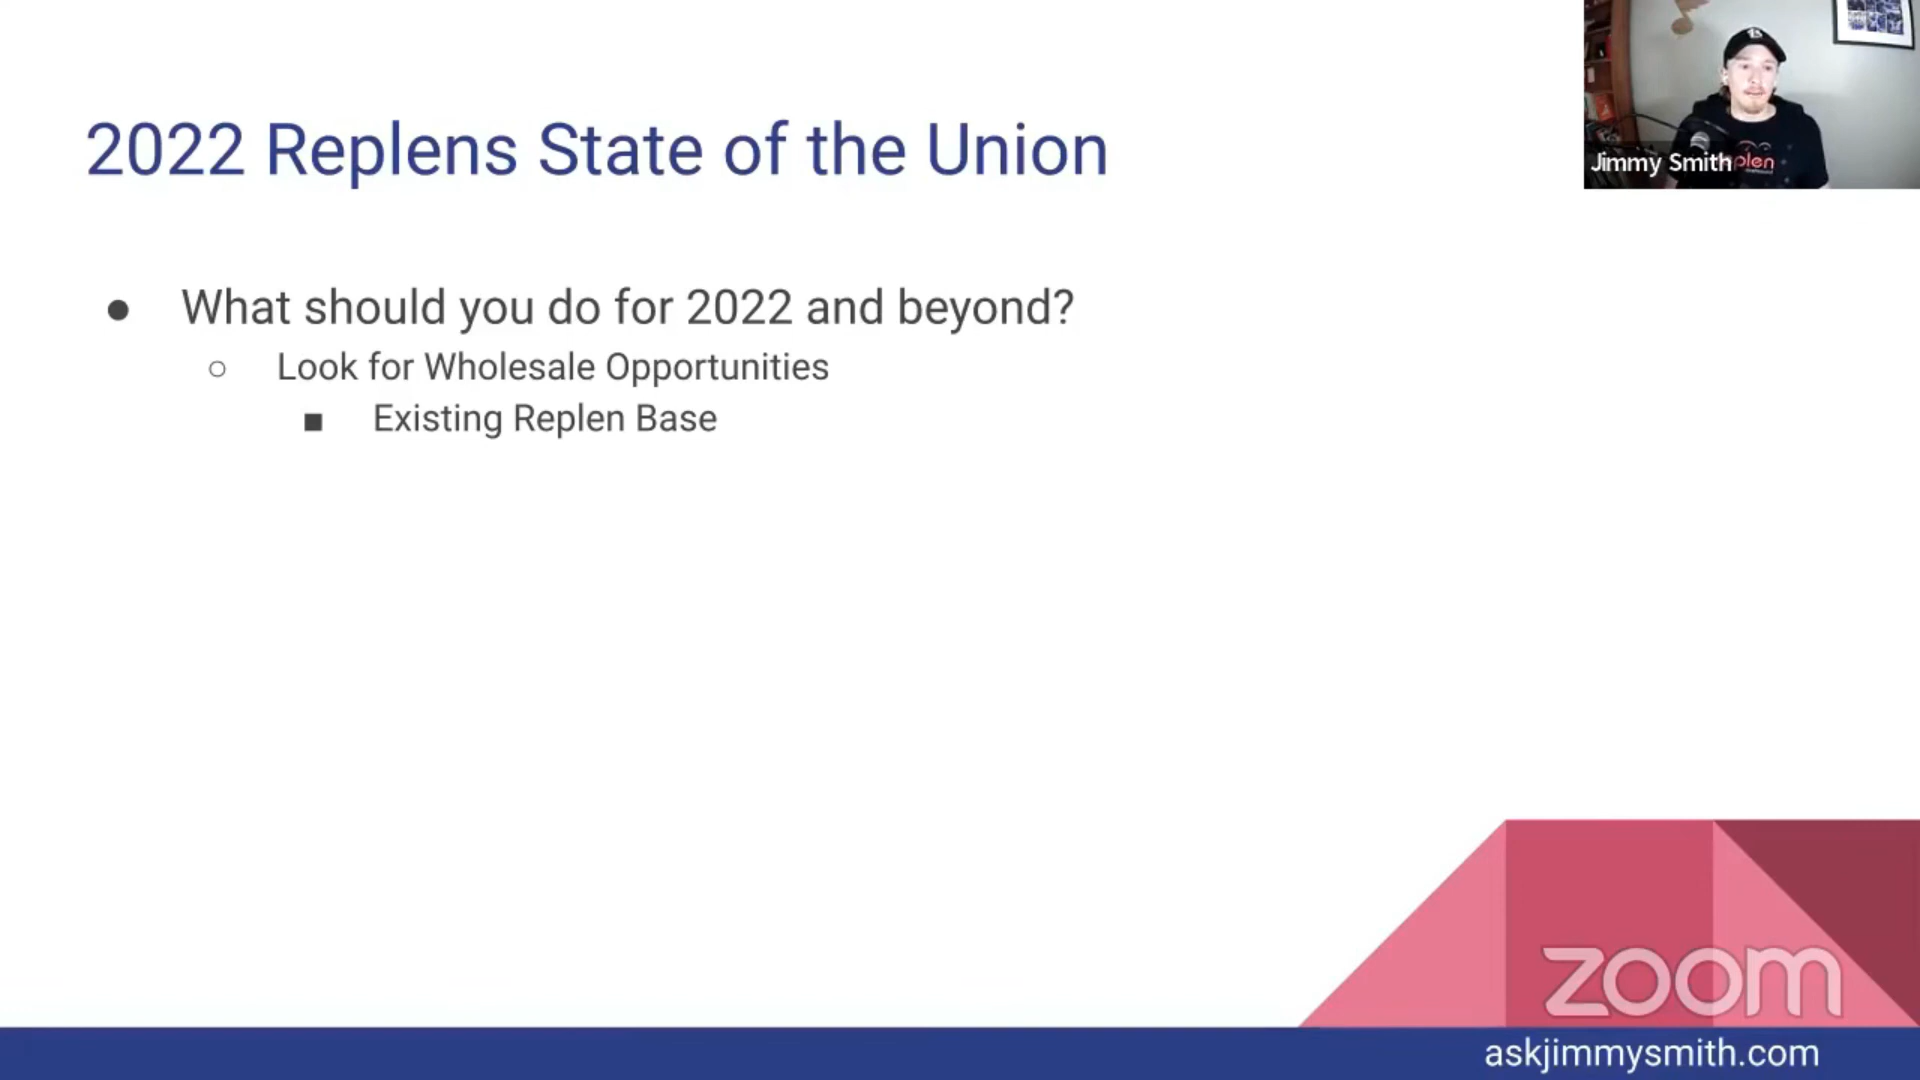 2022 Replens State of the Union
Jimmy Smith
plen
● What should you do for 2022 and beyond?
○ Look for Wholesale Opportunities
■ Existing Replen Base
zoom
askjimmysmith.com